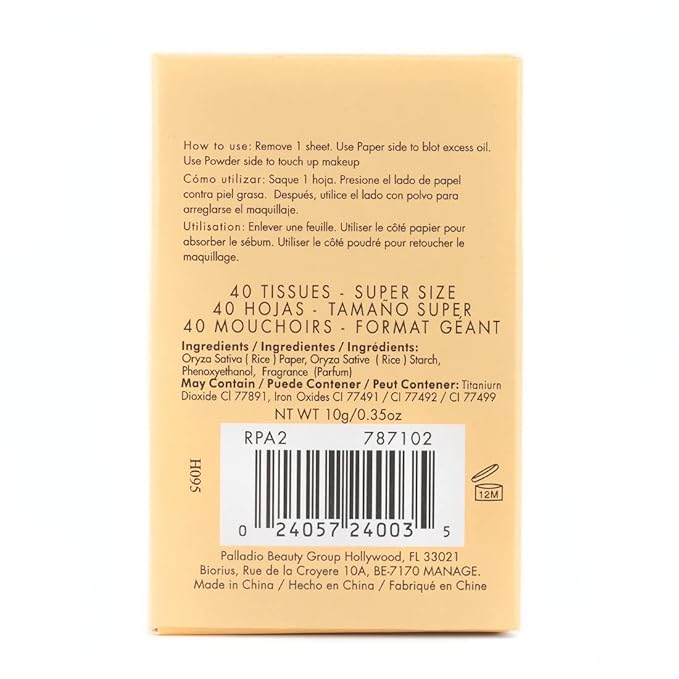 How to use: Remove 1 sheet. Use Paper side to blot excess oil.
Use Powder side to touch up makeup
Cómo utilizar: Saque 1 hoja. Presione el lado de papel
contra piel grasa. Después, utilice el lado con polvo para
arreglarse el maquillaje.
Utilisation: Enlever une feuille. Utiliser le côté papier pour
absorber le sébum. Utiliser le côté poudré pour retoucher le
maquillage.
40 TISSUES - SUPER SIZE
40 HOJAS - TAMAÑO SUPER
40 MOUCHOIRS - FORMAT GÉANT
Ingredients / Ingredientes / Ingrédients:
Oryza Sativa ( Rice ) Paper, Oryza Sative ( Rice ) Starch,
Phenoxyethanol, Fragrance (Parfum)
May Contain / Puede Contener / Peut Contener: Titaniurn
Dioxide CI 77891, Iron Oxides CI 77491 / CI 77492 / CI 77499
NT WT 10g/0.35oz
RPA2 787102
H095
12M
0 24057 24003 5
Palladio Beauty Group Hollywood, FL 33021
Biorius, Rue de la Croyere 10A, BE-7170 MANAGE.
Made in China / Hecho en China / Fabriqué en Chine